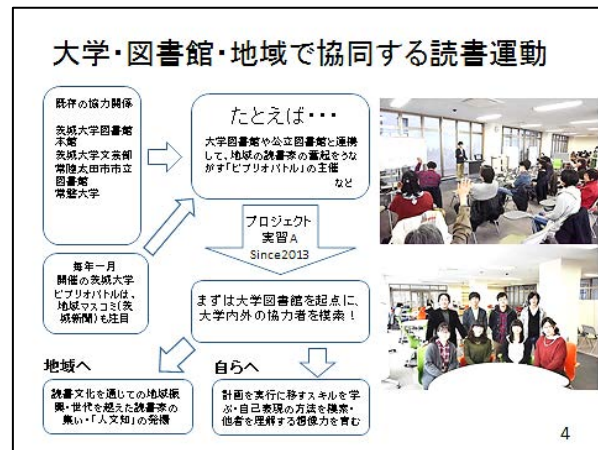 大学・図書館・地域で協同する読書運動
既存の協力関係
茨城大学図書館
本館
茨城大学文芸部
常陸太田市市立
図書館
常磐大学
たとえば・・・
大学図書館や公立図書館と連携
して、地域の読書家の奮起をうな
がす「ビブリオバトル」の主催
など
プロジェクト
実習A
Since2013
毎年一月
開催の茨城大学
ビブリオバトルは、
地域マスコミ(茨
城新聞)も注目
まずは大学図書館を起点に、
大学内外の協力者を模索！
地域へ
読書文化を通じての地域振
興・世代を越えた読書家の
集い・「人文知」の発機
自らへ
計画を実行に移すスキルを学
ぶ・自己表現の方法を模索・
他者を理解する想像力を育む
4